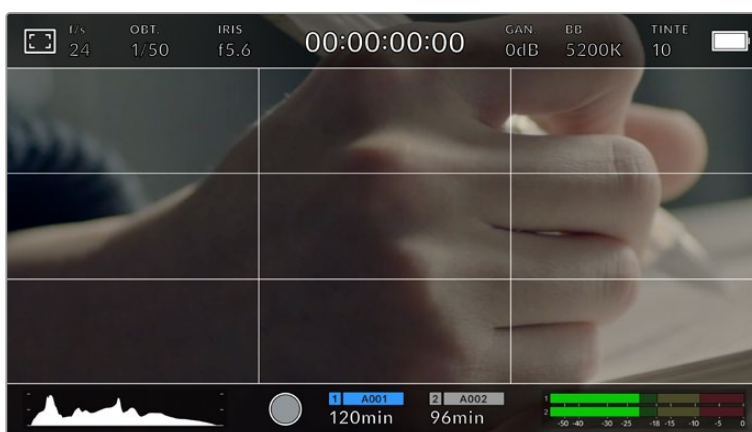 f/s OBT. IRIS 00:00:00:00 GAN. BB TINTE
24 1/50 f5.6 0dB 5200K 10
1 A001 2 A002
120min 96min
1
2
-50 -40 -30 -25 -18 -15 -10 -5 0